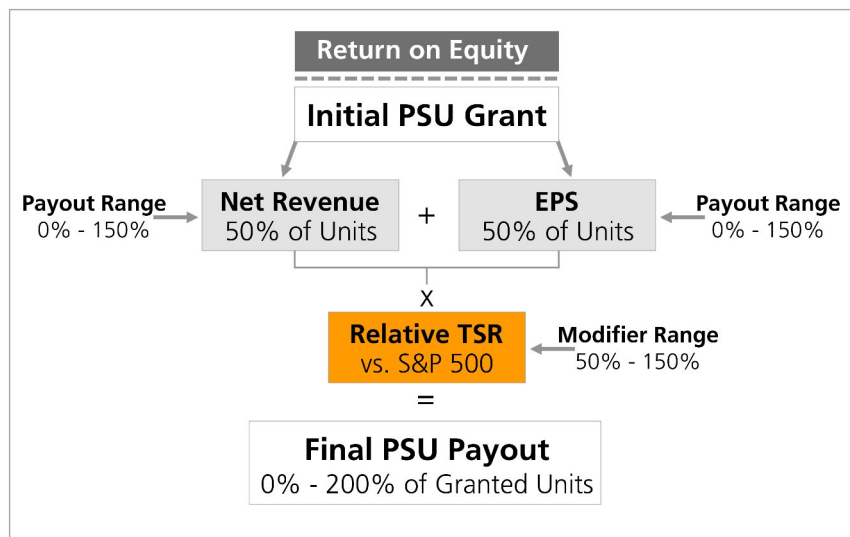 Return on Equity
Initial PSU Grant
Payout Range
0% - 150%
Net Revenue
50% of Units
+
EPS
50% of Units
Payout Range
0% - 150%
x
Relative TSR
vs. S&P 500
Modifier Range
50% - 150%
=
Final PSU Payout
0% - 200% of Granted Units